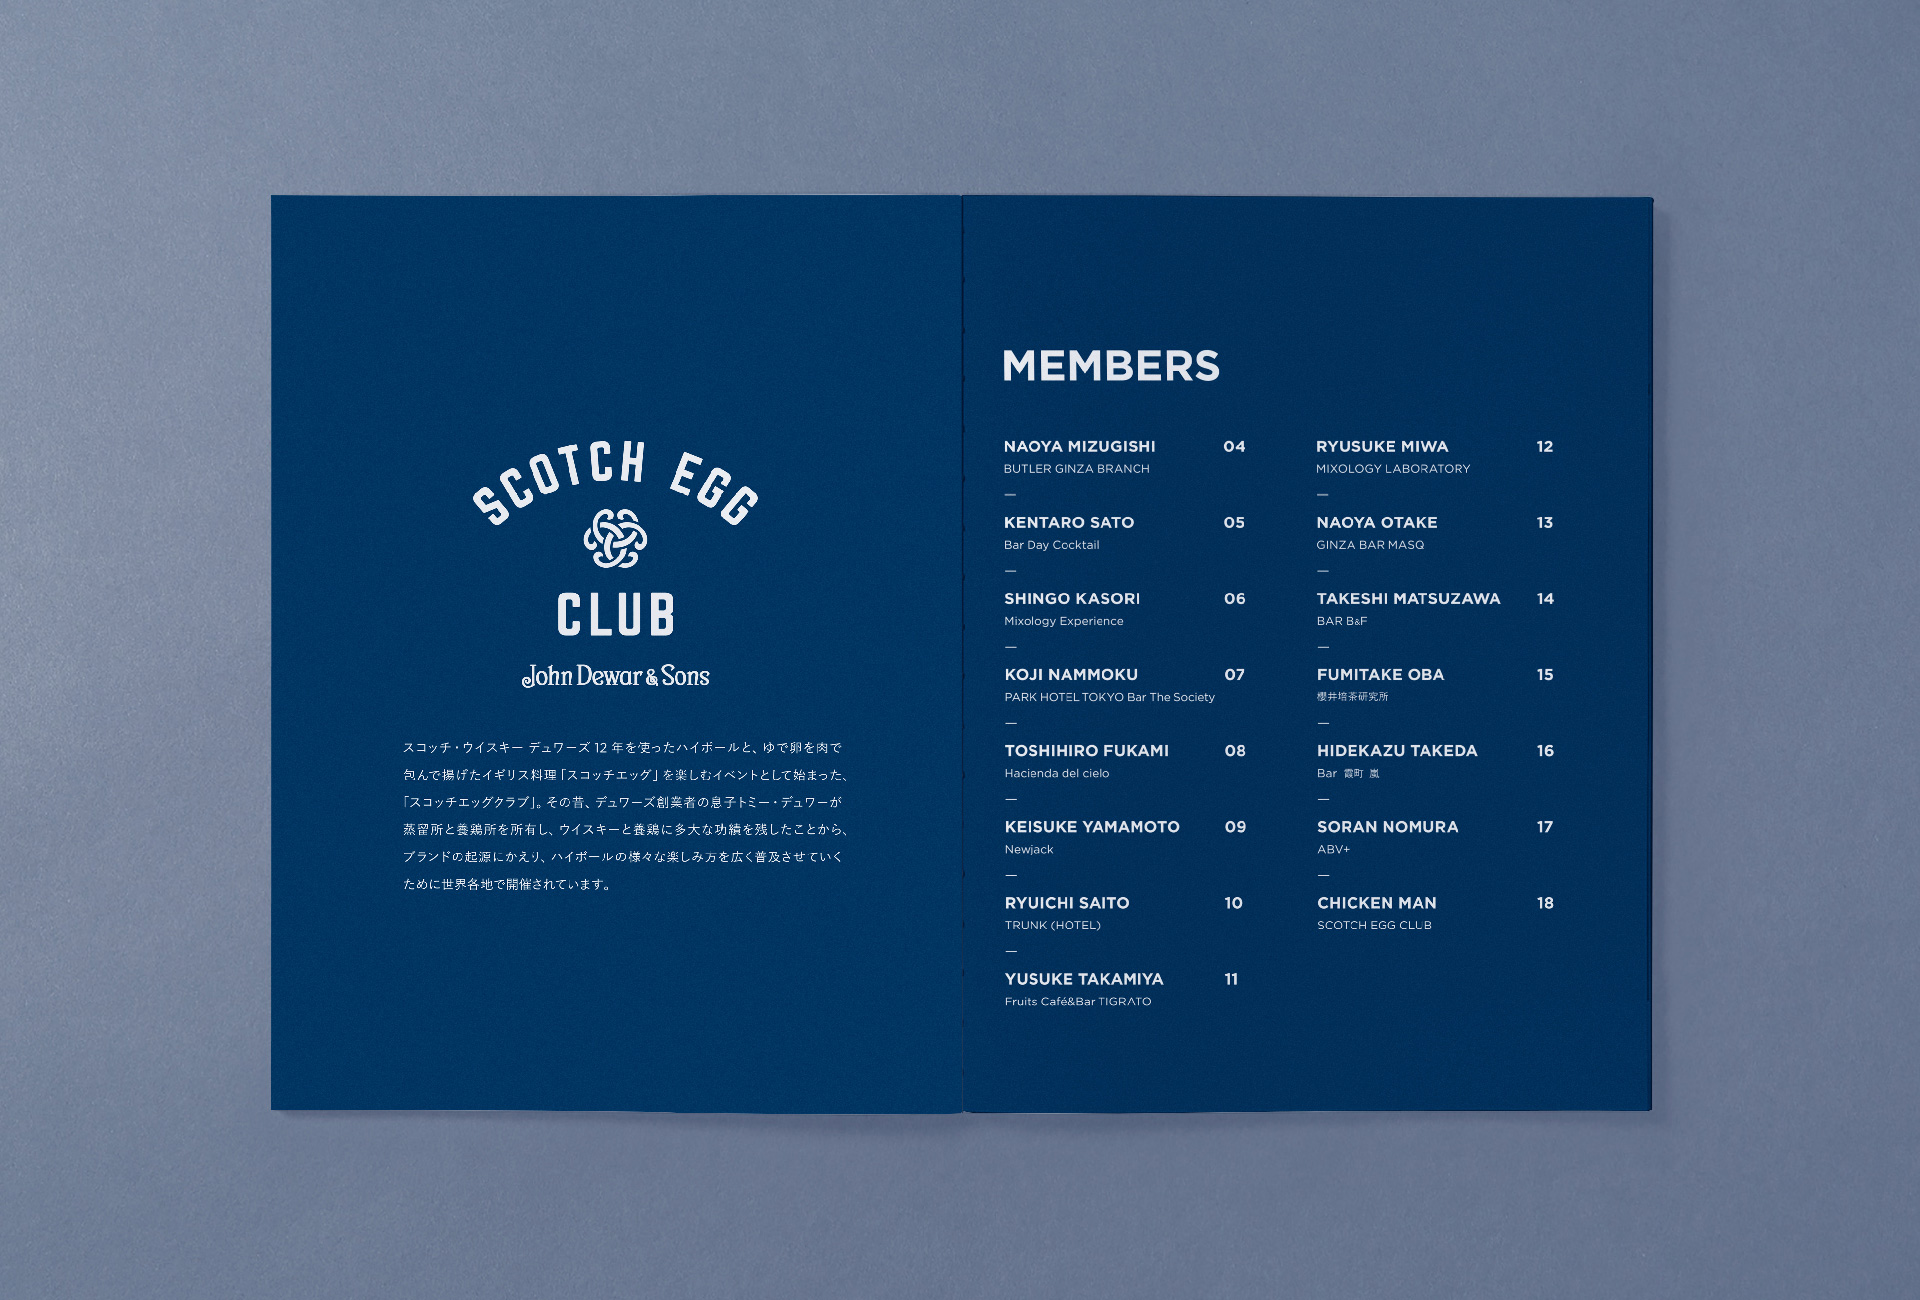 SCOTCH EGG
CLUB
John Dewar & Sons
スコッチ・ウイスキー デュワーズ 12 年を使ったハイボールと、ゆで卵を肉で
包んで揚げたイギリス料理「スコッチエッグ」を楽しむイベントとして始まった、
「スコッチエッグクラブ」。その昔、デュワーズ創業者の息子トミー・デュワーが
蒸留所と養鶏所を所有し、ウイスキーと養鶏に多大な功績を残したことから、
ブランドの起源にかえり、ハイボールの様々な楽しみ方を広く普及させていく
ために世界各地で開催されています。
MEMBERS
NAOYA MIZUGISHI 04
BUTLER GINZA BRANCH
—
KENTARO SATO 05
Bar Day Cocktail
—
SHINGO KASORI 06
Mixology Experience
—
KOJI NAMMOKU 07
PARK HOTEL TOKYO Bar The Society
—
TOSHIHIRO FUKAMI 08
Hacienda del cielo
—
KEISUKE YAMAMOTO 09
Newjack
—
RYUICHI SAITO 10
TRUNK (HOTEL)
—
YUSUKE TAKAMIYA 11
Fruits Café&Bar TIGRATO
RYUSUKE MIWA 12
MIXOLOGY LABORATORY
—
NAOYA OTAKE 13
GINZA BAR MASQ
—
TAKESHI MATSUZAWA 14
BAR B&F
—
FUMITAKE OBA 15
櫻井焙茶研究所
—
HIDEKAZU TAKEDA 16
Bar 霞町 嵐
—
SORAN NOMURA 17
ABV+
—
CHICKEN MAN 18
SCOTCH EGG CLUB